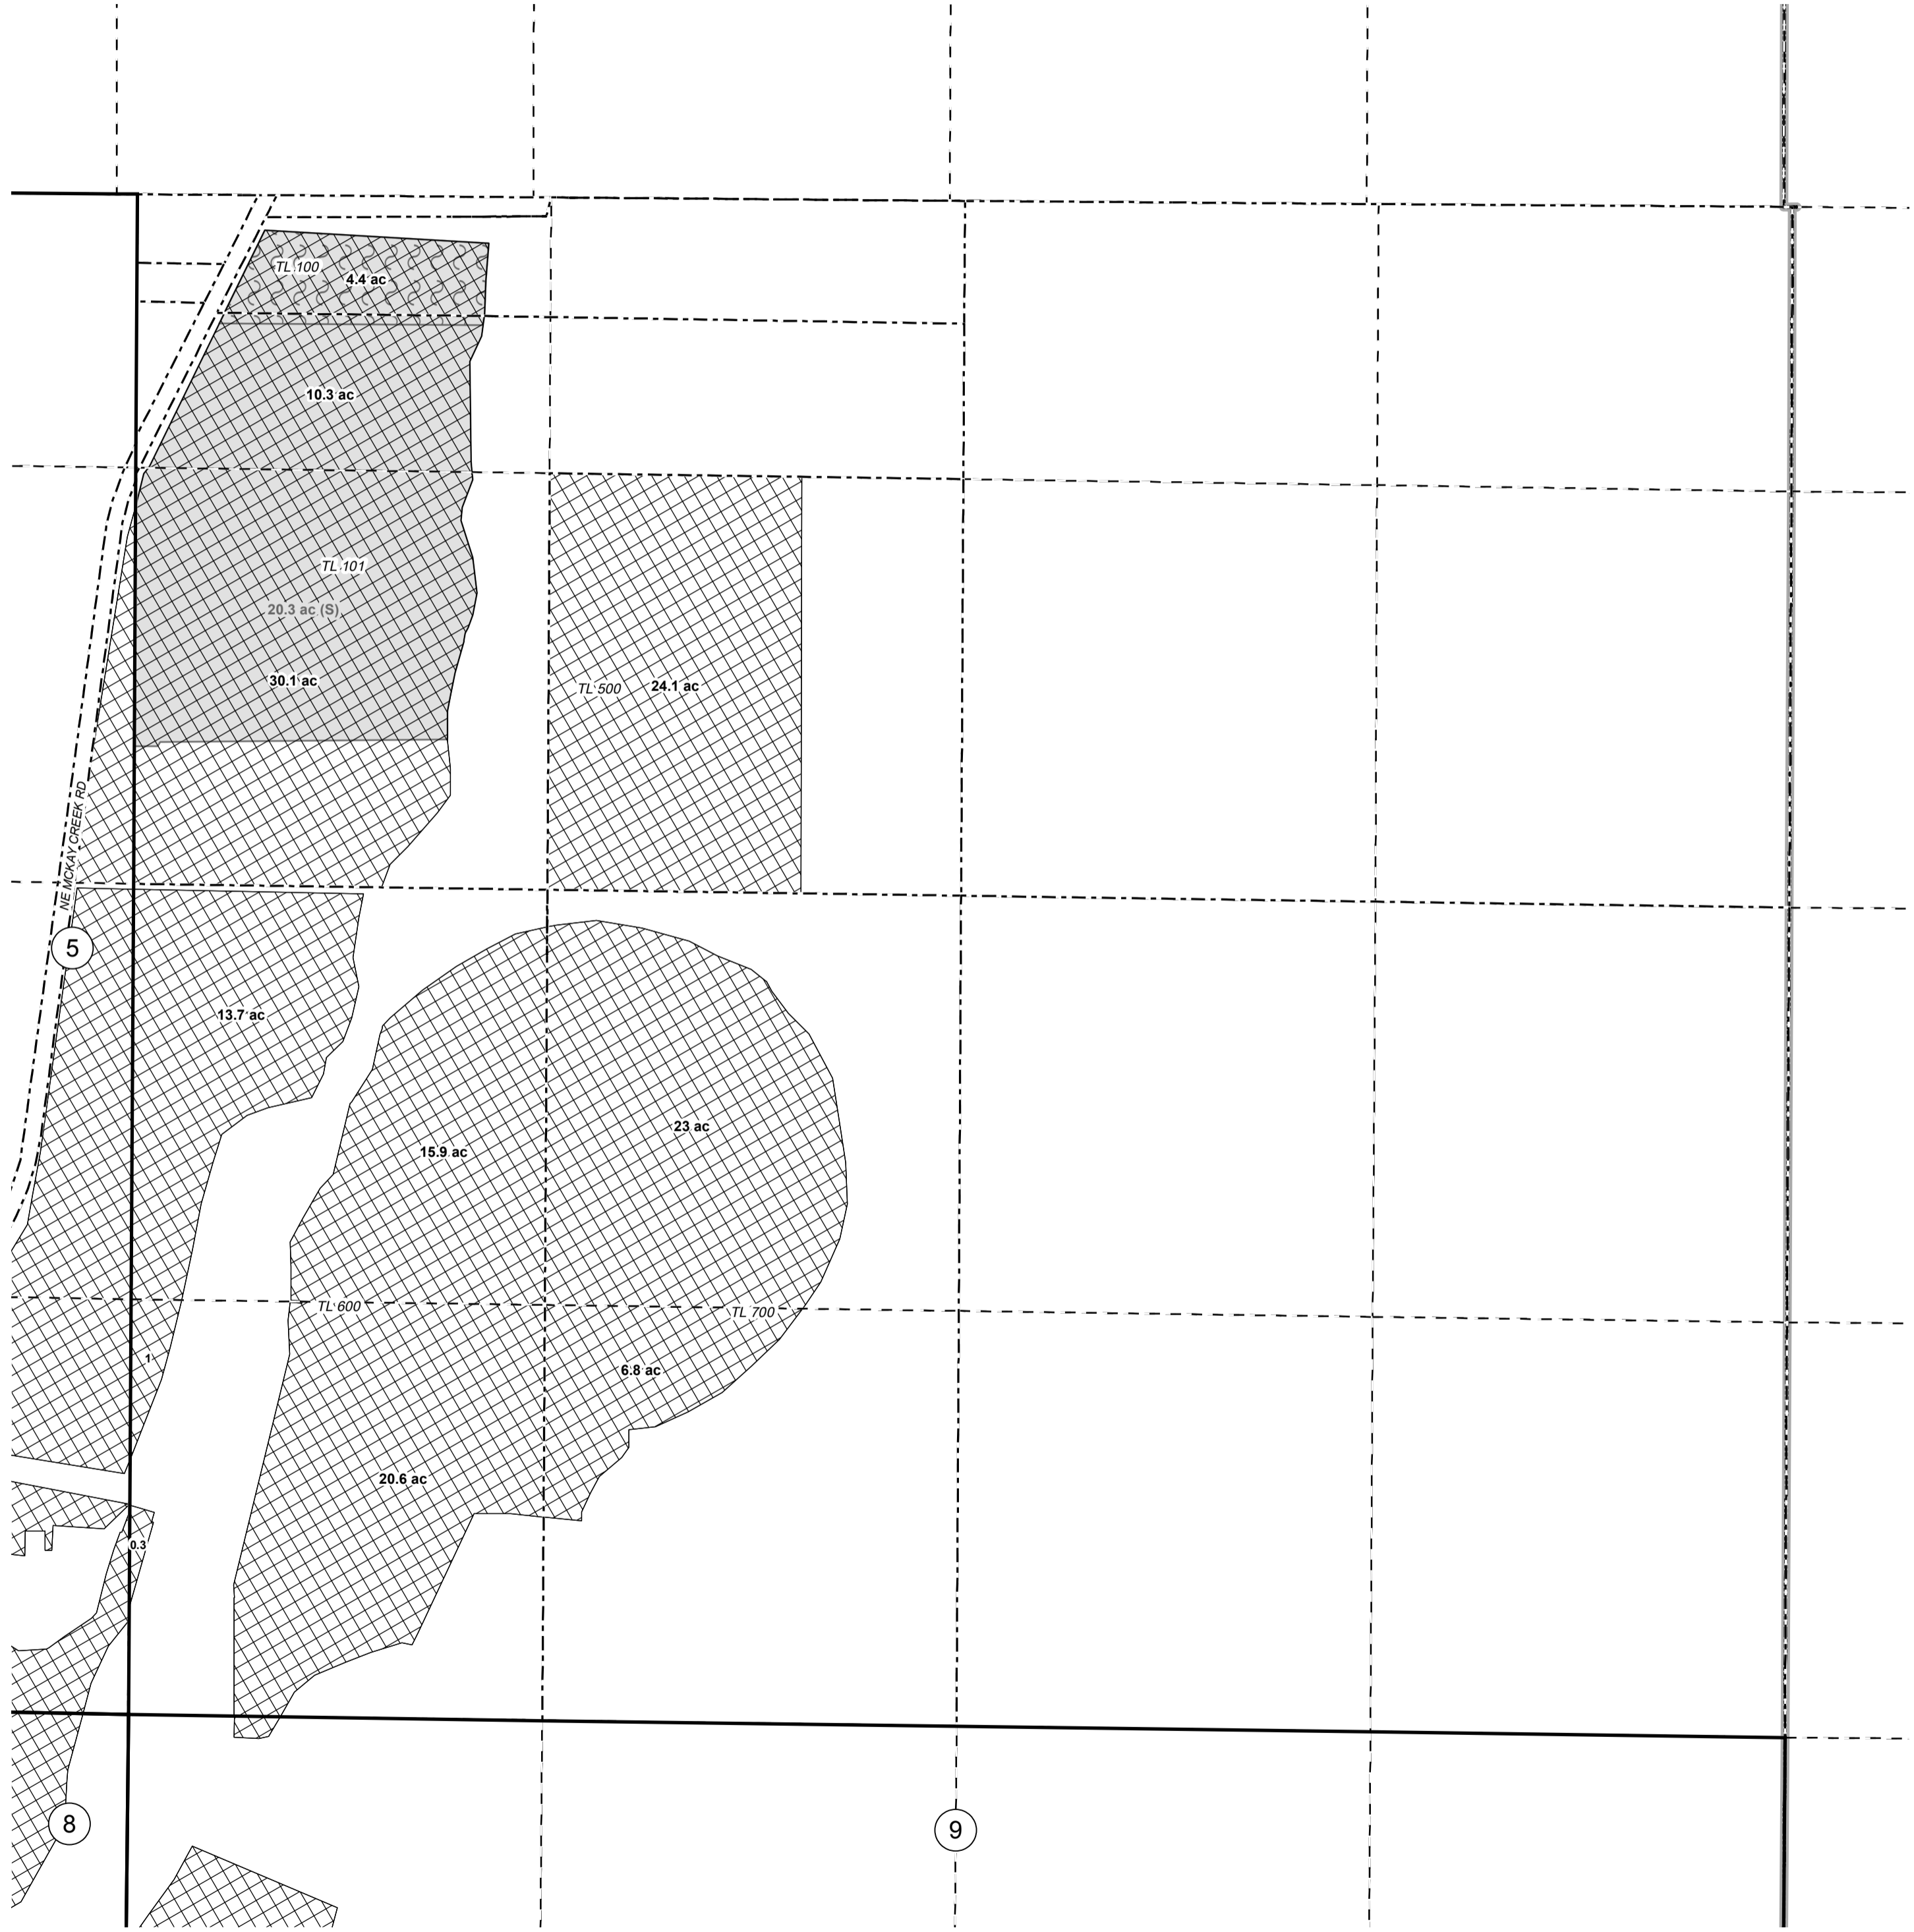 TL 100
4.4 ac
10.3 ac
TL 101
20.3 ac (S)
30.1 ac
TL 500
24.1 ac
NE MCKAY CREEK RD
5
13.7 ac
23 ac
15.9 ac
TL 600
TL 700
1
6.8 ac
20.6 ac
0.3
8
9